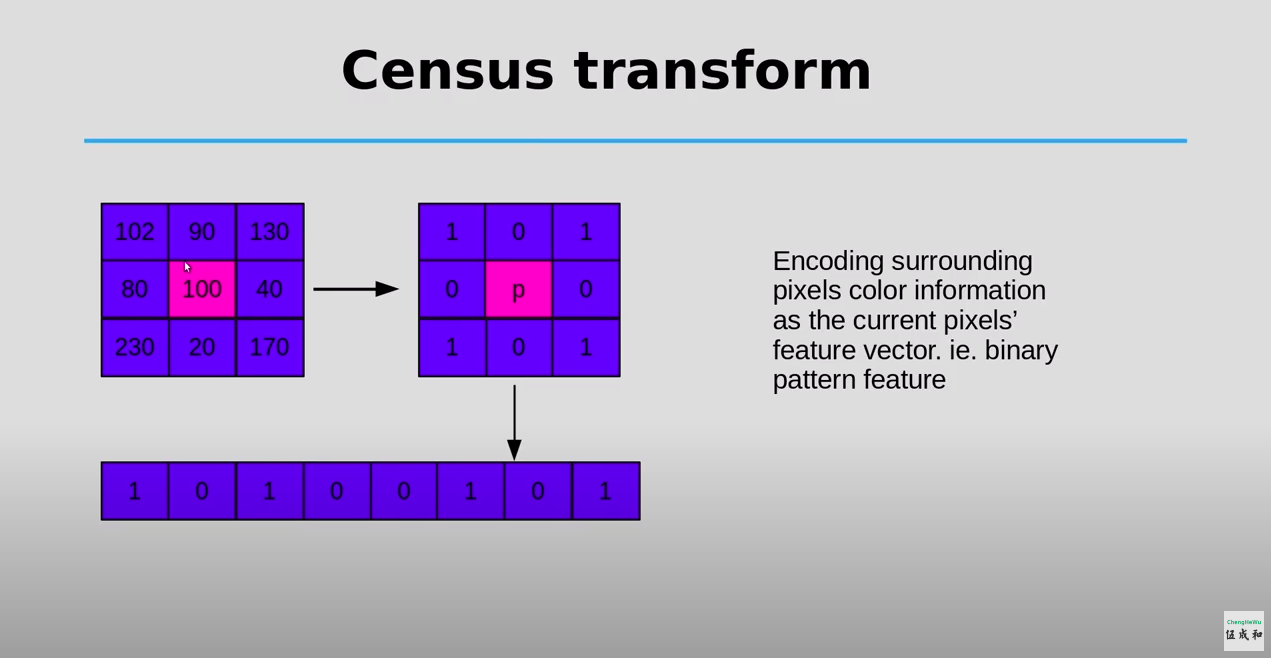 Census transform
102 90 130
80 100 40
230 20 170
1 0 1
0 p 0
1 0 1
Encoding surrounding
pixels color information
as the current pixels’
feature vector. ie. binary
pattern feature
1 0 1 0 0 1 0 1
ChengHeWu
伍成和